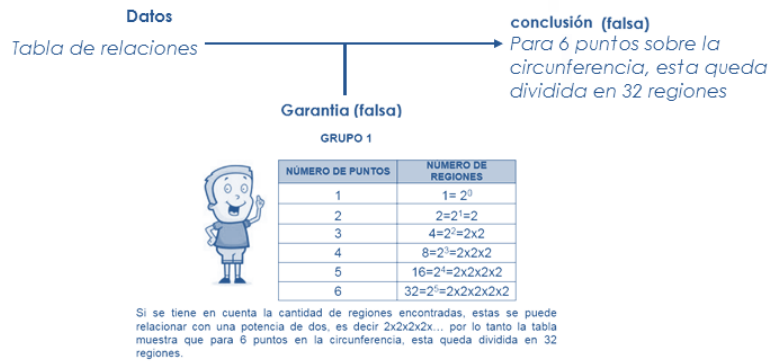 Datos
conclusión (falsa)
Tabla de relaciones
Para 6 puntos sobre la
circunferencia, esta queda
dividida en 32 regiones
Garantia (falsa)
GRUPO 1
NÚMERO DE PUNTOS NUMERO DE REGIONES
1 1= 2⁰
2 2=2¹=2
3 4=2²=2x2
4 8=2³=2x2x2
5 16=2⁴=2x2x2x2
6 32=2⁵=2x2x2x2x2
Si se tiene en cuenta la cantidad de regiones encontradas, estas se puede
relacionar con una potencia de dos, es decir 2x2x2x2x... por lo tanto la tabla
muestra que para 6 puntos en la circunferencia, esta queda dividida en 32
regiones.